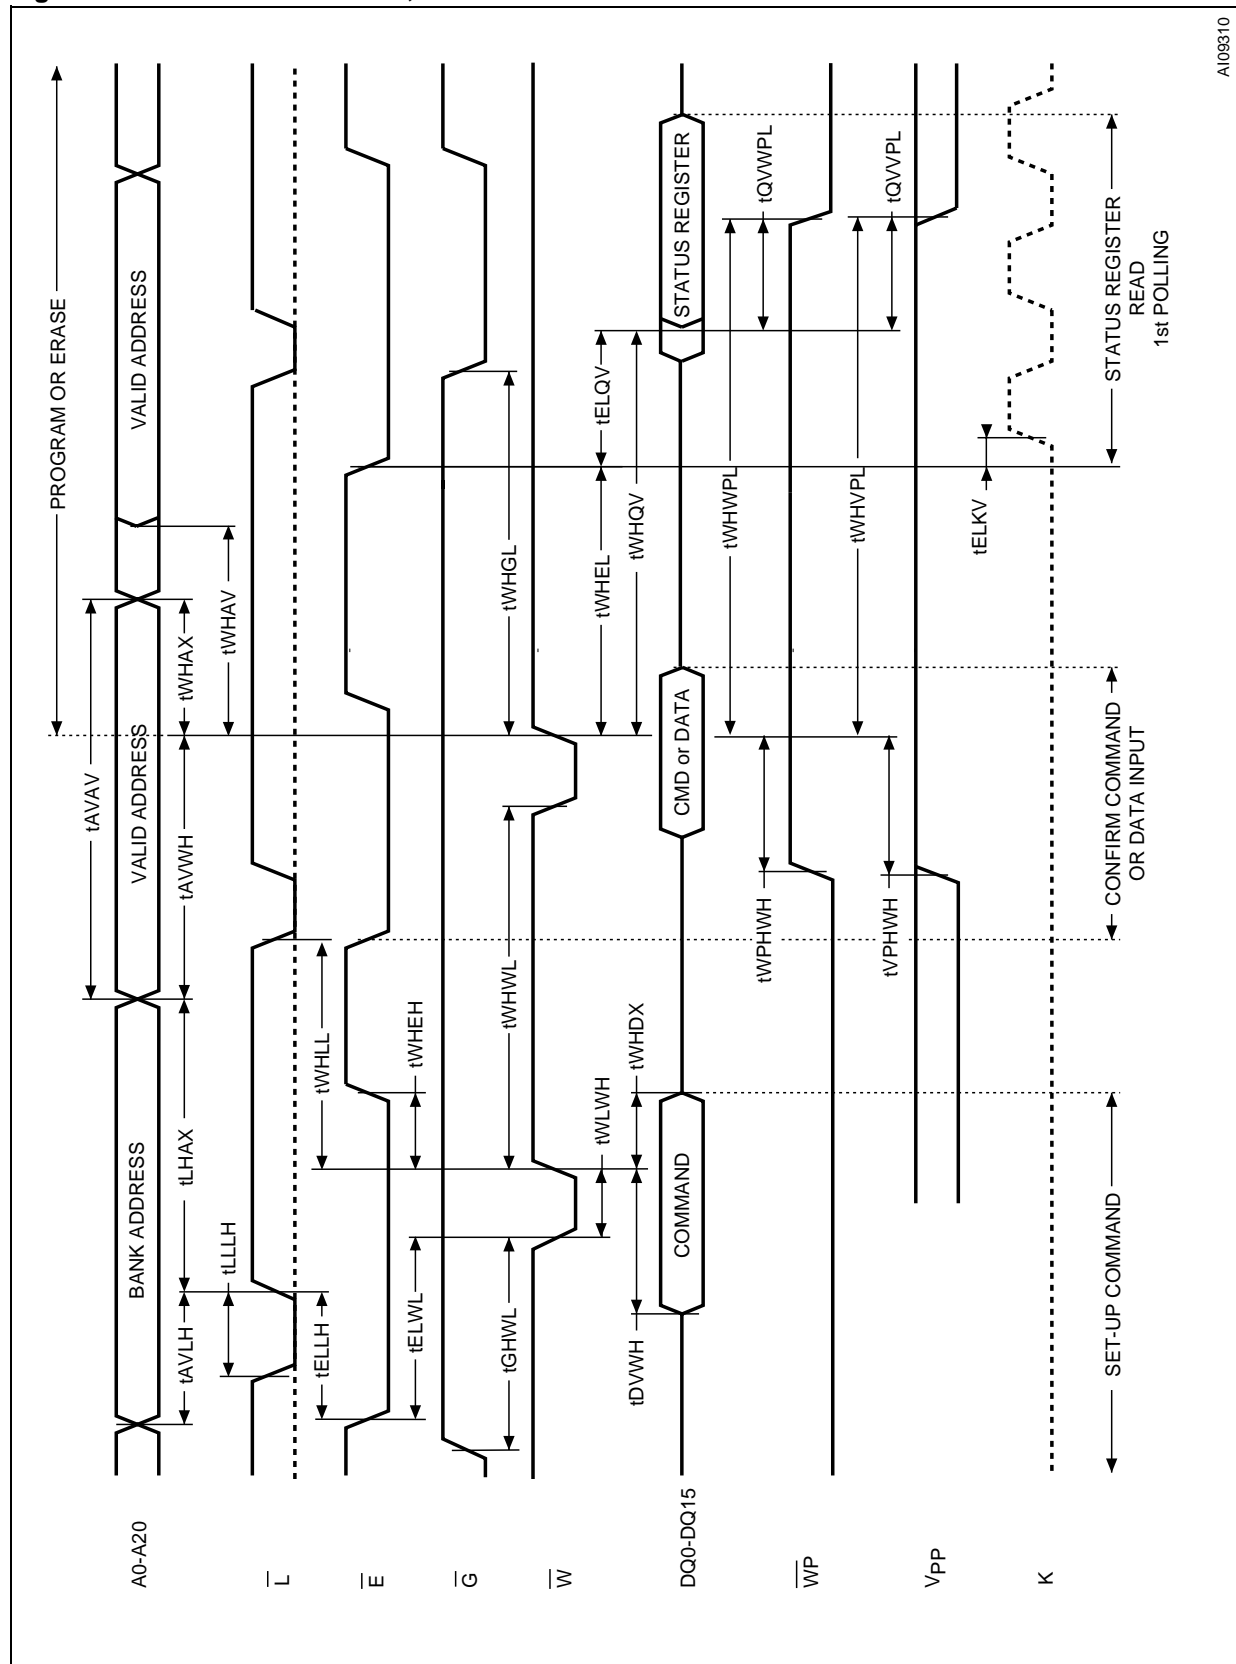 A0-A20
BANK ADDRESS
VALID ADDRESS
VALID ADDRESS
PROGRAM OR ERASE
tAVAV
tAVLH
tLHAX
tAVWH
tWHAX
tWHAV
L
tLLLH
tELLH
tWHLL
E
tELWL
tWHEH
G
tGHWL
tWHWL
tWHGL
W
tWLWH
tWHEL
tELQV
tDVWH
tWHDX
tWHQV
DQ0-DQ15
COMMAND
CMD or DATA
STATUS REGISTER
WP
tWPHWH
tWHWPL
tQVWPL
VPP
tVPHWH
tWHVPL
tQVVPL
K
tELKV
SET-UP COMMAND
CONFIRM COMMAND
OR DATA INPUT
STATUS REGISTER
READ
1st POLLING
AI09310